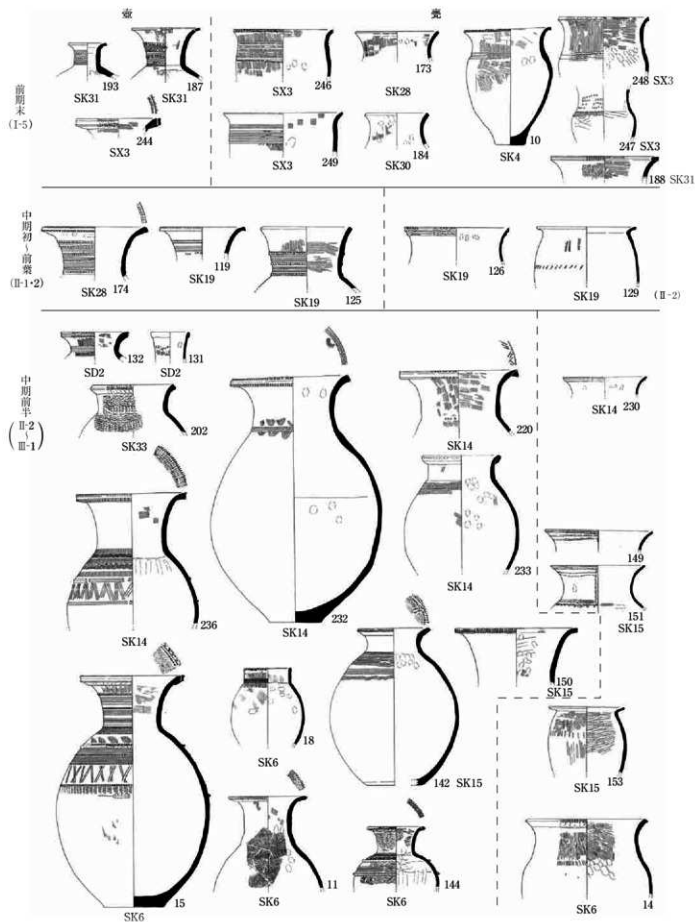 壺 甕
前期末
(I-5)
193
SK31
187
SK31
244
SX3
246
SX3
173
SK28
249
SX3
184
SK30
10
SK4
248 SX3
247 SX3
188 SK31
中期初~前葉
(II-1・2)
174
SK28
119
SK19
125
SK19
126
SK19
129
SK19
(II-2)
中期前半
(II-2~III-1)
132
SD2
131
SD2
202
SK33
236
SK14
232
SK14
220
SK14
233
SK14
230
SK14
149
151
SK15
150
SK15
15
SK6
18
SK6
142 SK15
11
SK6
144
SK6
153
SK15
14
SK6